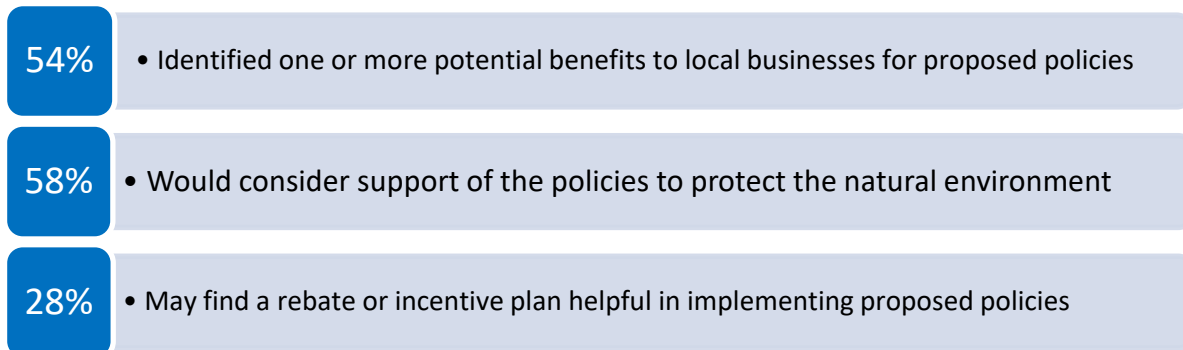 54%
• Identified one or more potential benefits to local businesses for proposed policies
58%
• Would consider support of the policies to protect the natural environment
28%
• May find a rebate or incentive plan helpful in implementing proposed policies